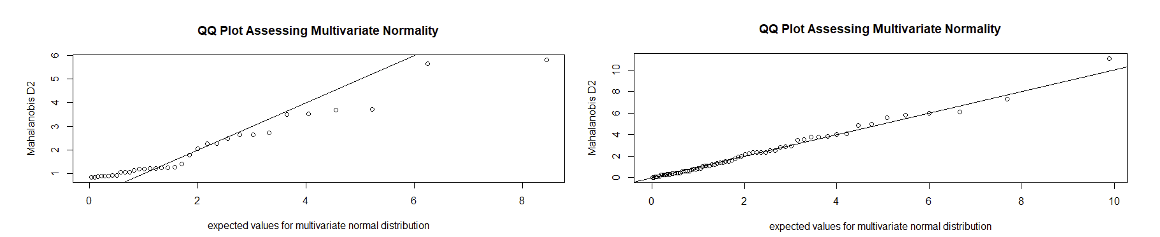 QQ Plot Assessing Multivariate Normality
Mahalanobis D2
6
5
4
3
2
1
0 2 4 6 8
expected values for multivariate normal distribution
QQ Plot Assessing Multivariate Normality
Mahalanobis D2
10
8
6
4
2
0
0 2 4 6 8 10
expected values for multivariate normal distribution